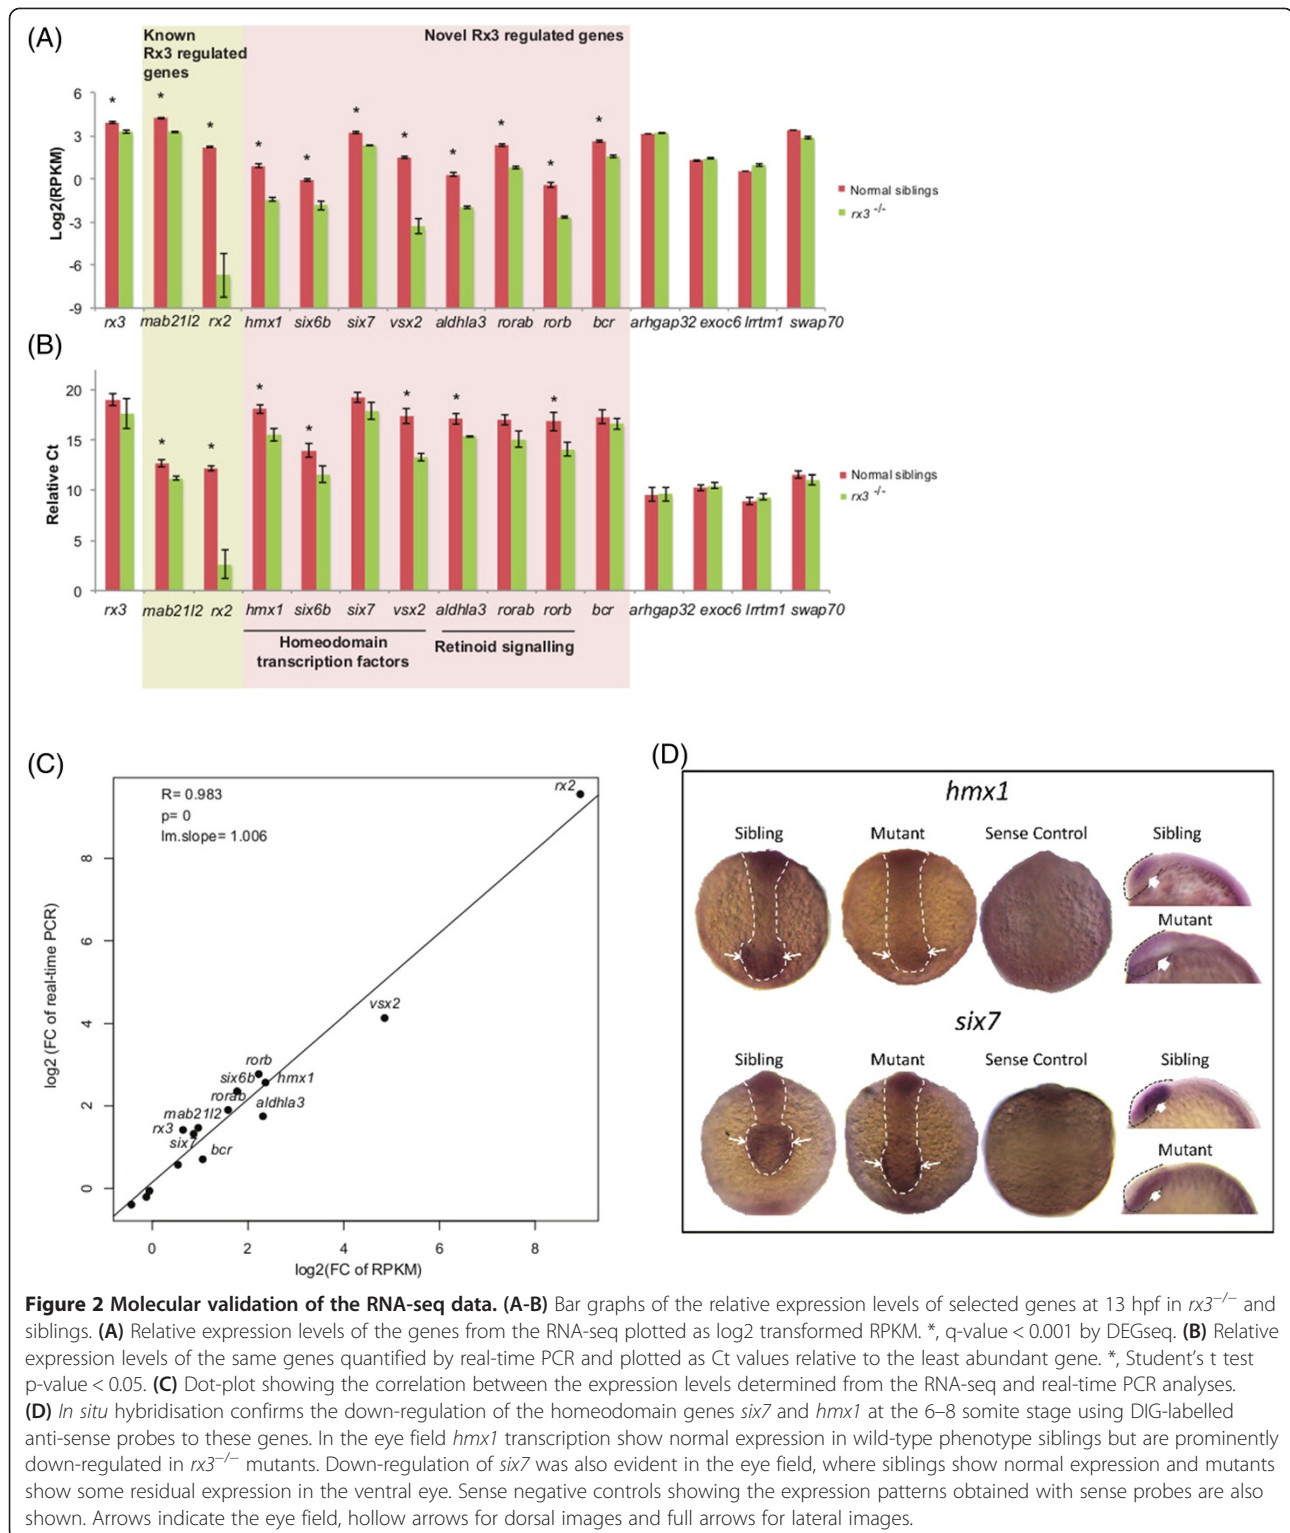 (A)
Known
Rx3 regulated
genes
Novel Rx3 regulated genes
Log2(RPKM)
6
3
0
-3
-6
-9
* * * * * * * * * * *
Normal siblings
rx3 -/-
rx3 mab21l2 rx2 hmx1 six6b six7 vsx2 aldhla3 rorab rorb bcr arhgap32 exoc6 lrrtm1 swap70
(B)
Relative Ct
20
15
10
5
0
* * * * * * *
Normal siblings
rx3 -/-
rx3 mab21l2 rx2 hmx1 six6b six7 vsx2 aldhla3 rorab rorb bcr arhgap32 exoc6 lrrtm1 swap70
Homeodomain
transcription factors
Retinoid signalling
(C)
R= 0.983
p= 0
lm.slope= 1.006
rx2
vsx2
rorb
six6b
hmx1
rorab
aldhla3
mab21l2
rx3
six7
bcr
log2 (FC of real-time PCR)
8
6
4
2
0
0 2 4 6 8
log2(FC of RPKM)
(D)
hmx1
Sibling Mutant Sense Control Sibling
Mutant
six7
Sibling Mutant Sense Control Sibling
Mutant
Figure 2 Molecular validation of the RNA-seq data. (A-B) Bar graphs of the relative expression levels of selected genes at 13 hpf in rx3−/− and
siblings. (A) Relative expression levels of the genes from the RNA-seq plotted as log2 transformed RPKM. *, q-value < 0.001 by DEGseq. (B) Relative
expression levels of the same genes quantified by real-time PCR and plotted as Ct values relative to the least abundant gene. *, Student's t test
p-value < 0.05. (C) Dot-plot showing the correlation between the expression levels determined from the RNA-seq and real-time PCR analyses.
(D) In situ hybridisation confirms the down-regulation of the homeodomain genes six7 and hmx1 at the 6–8 somite stage using DIG-labelled
anti-sense probes to these genes. In the eye field hmx1 transcription show normal expression in wild-type phenotype siblings but are prominently
down-regulated in rx3−/− mutants. Down-regulation of six7 was also evident in the eye field, where siblings show normal expression and mutants
show some residual expression in the ventral eye. Sense negative controls showing the expression patterns obtained with sense probes are also
shown. Arrows indicate the eye field, hollow arrows for dorsal images and full arrows for lateral images.